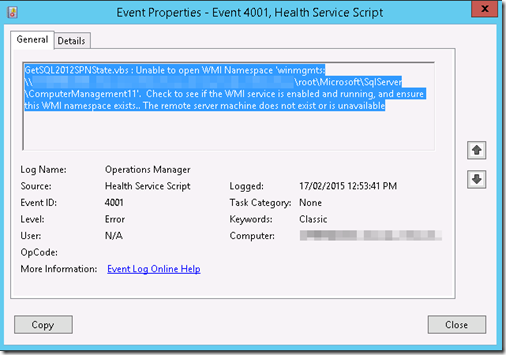 Event Properties - Event 4001, Health Service Script
General
Details
GetSQL2012SPNState.vbs : Unable to open WMI Namespace 'winmgmts:
\\ \root\Microsoft\SqlServer
\ComputerManagement11'. Check to see if the WMI service is enabled and running, and ensure
this WMI namespace exists.. The remote server machine does not exist or is unavailable
Log Name: Operations Manager
Source: Health Service Script Logged: 17/02/2015 12:53:41 PM
Event ID: 4001 Task Category: None
Level: Error Keywords: Classic
User: N/A Computer:
OpCode:
More Information: Event Log Online Help
Copy
Close